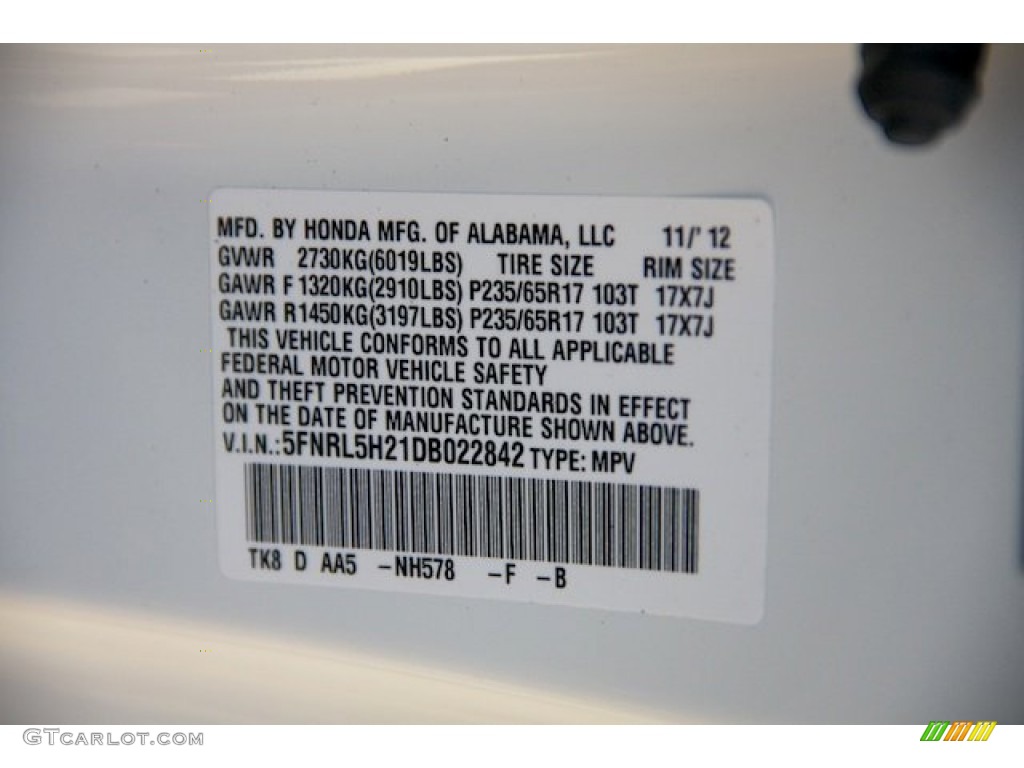 MFD. BY HONDA MFG. OF ALABAMA, LLC 11/' 12
GVWR 2730KG(6019LBS) TIRE SIZE RIM SIZE
GAWR F 1320KG(2910LBS) P235/65R17 103T 17X7J
GAWR R1450KG(3197LBS) P235/65R17 103T 17X7J
THIS VEHICLE CONFORMS TO ALL APPLICABLE
FEDERAL MOTOR VEHICLE SAFETY
AND THEFT PREVENTION STANDARDS IN EFFECT
ON THE DATE OF MANUFACTURE SHOWN ABOVE.
V.I.N.:5FNRL5H21DB022842 TYPE: MPV
TK8 D AA5 -NH578 -F -B
GTCARLOT.COM